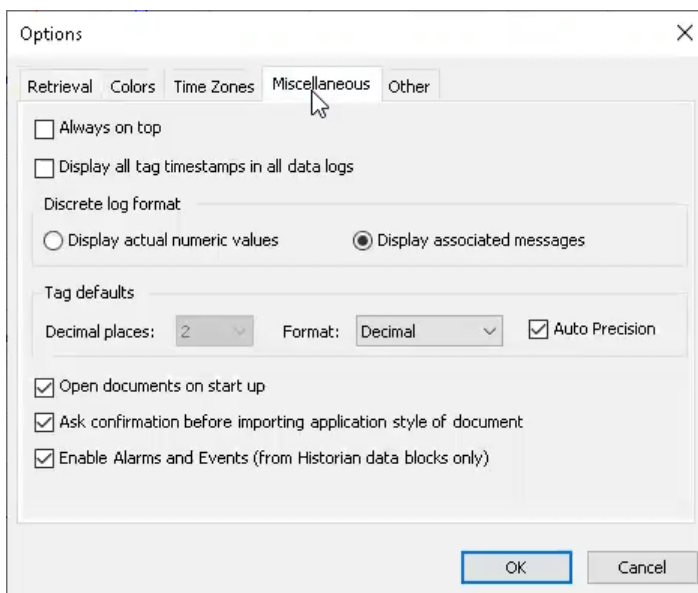 Options
Retrieval Colors Time Zones Miscellaneous Other
Always on top
Display all tag timestamps in all data logs
Discrete log format
Display actual numeric values Display associated messages
Tag defaults
Decimal places: 2 Format: Decimal Auto Precision
Open documents on start up
Ask confirmation before importing application style of document
Enable Alarms and Events (from Historian data blocks only)
OK Cancel